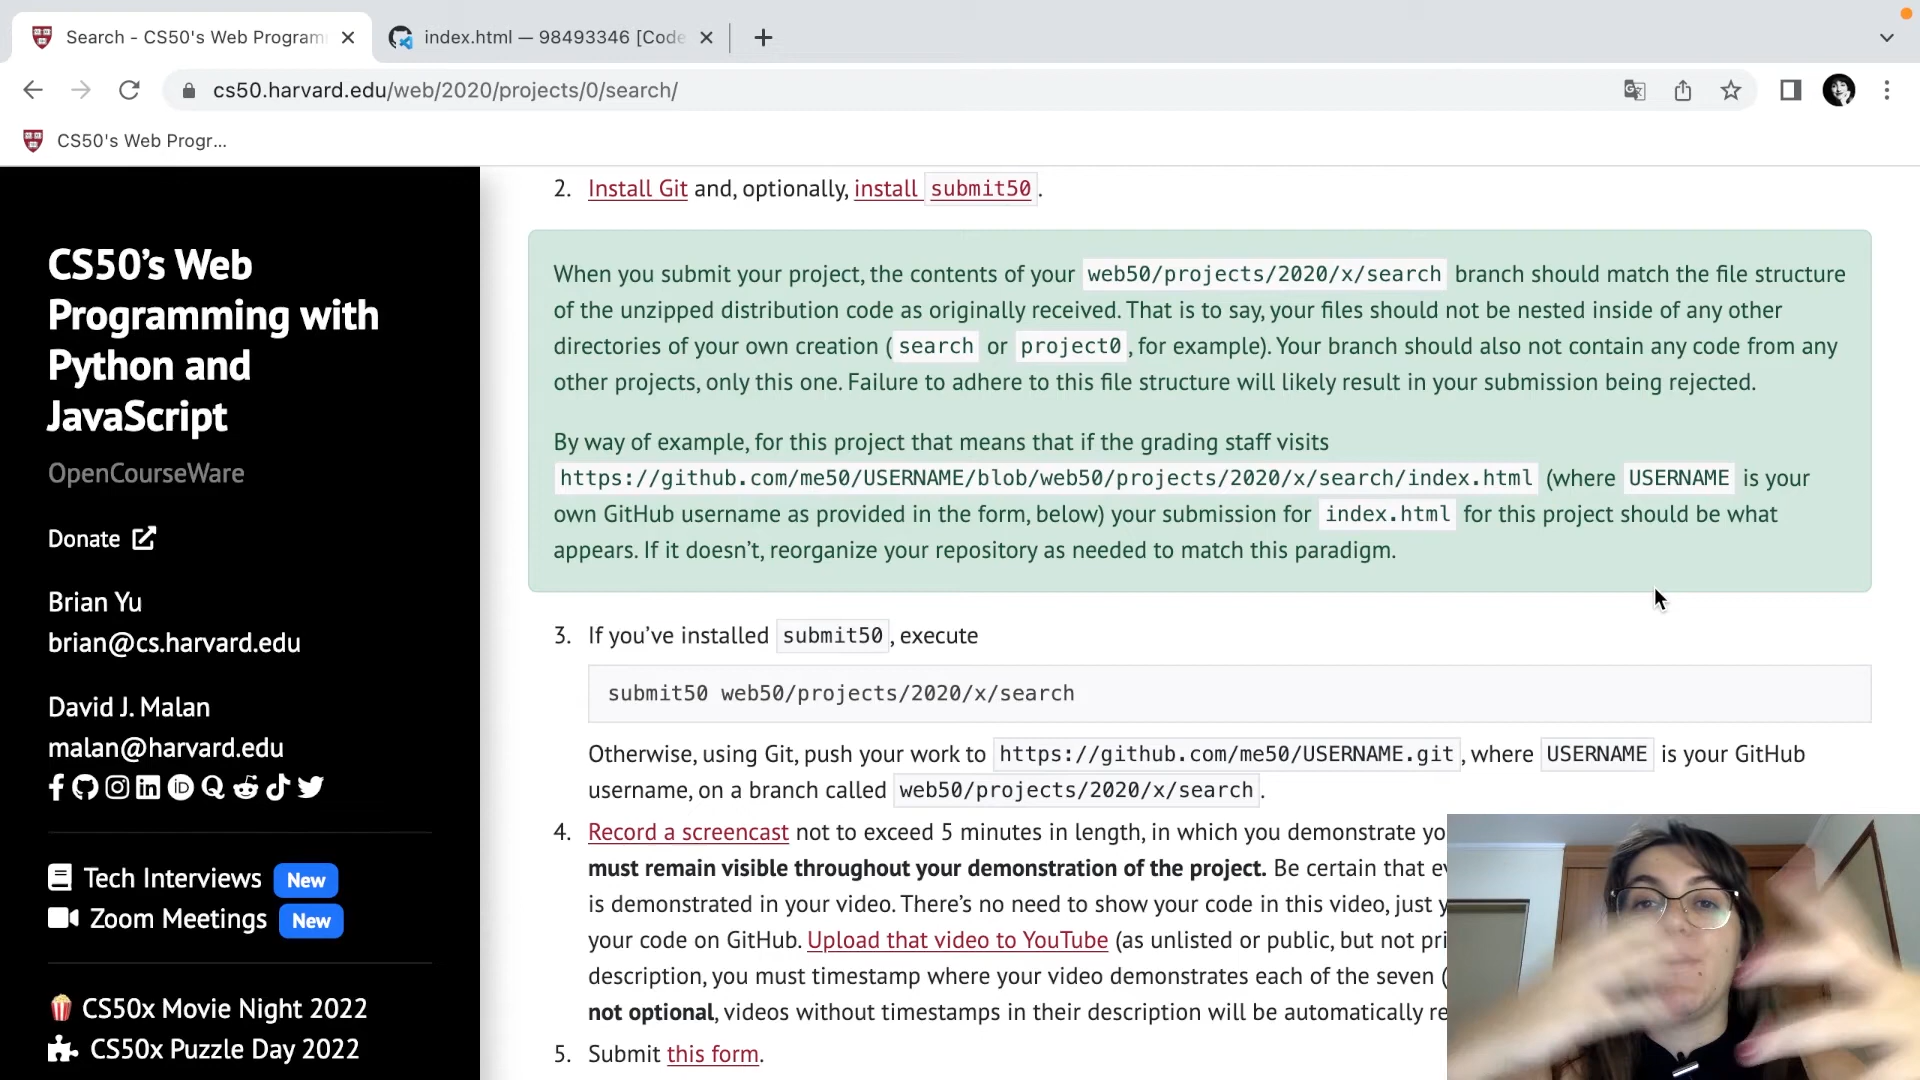 Search - CS50's Web Program
index.html — 98493346 [Code
cs50.harvard.edu/web/2020/projects/0/search/
CS50's Web Progr...
CS50's Web
Programming with
Python and
JavaScript
OpenCourseWare
Donate
Brian Yu
brian@cs.harvard.edu
David J. Malan
malan@harvard.edu
Tech Interviews New
Zoom Meetings New
CS50x Movie Night 2022
CS50x Puzzle Day 2022
2. Install Git and, optionally, install submit50.
When you submit your project, the contents of your web50/projects/2020/x/search branch should match the file structure
of the unzipped distribution code as originally received. That is to say, your files should not be nested inside of any other
directories of your own creation (search or project0, for example). Your branch should also not contain any code from any
other projects, only this one. Failure to adhere to this file structure will likely result in your submission being rejected.
By way of example, for this project that means that if the grading staff visits
https://github.com/me50/USERNAME/blob/web50/projects/2020/x/search/index.html (where USERNAME is your
own GitHub username as provided in the form, below) your submission for index.html for this project should be what
appears. If it doesn't, reorganize your repository as needed to match this paradigm.
3. If you've installed submit50, execute
submit50 web50/projects/2020/x/search
Otherwise, using Git, push your work to https://github.com/me50/USERNAME.git, where USERNAME is your GitHub
username, on a branch called web50/projects/2020/x/search.
4. Record a screencast not to exceed 5 minutes in length, in which you demonstrate yo
must remain visible throughout your demonstration of the project. Be certain that ev
is demonstrated in your video. There's no need to show your code in this video, just y
your code on GitHub. Upload that video to YouTube (as unlisted or public, but not pri
description, you must timestamp where your video demonstrates each of the seven (
not optional, videos without timestamps in their description will be automatically re
5. Submit this form.